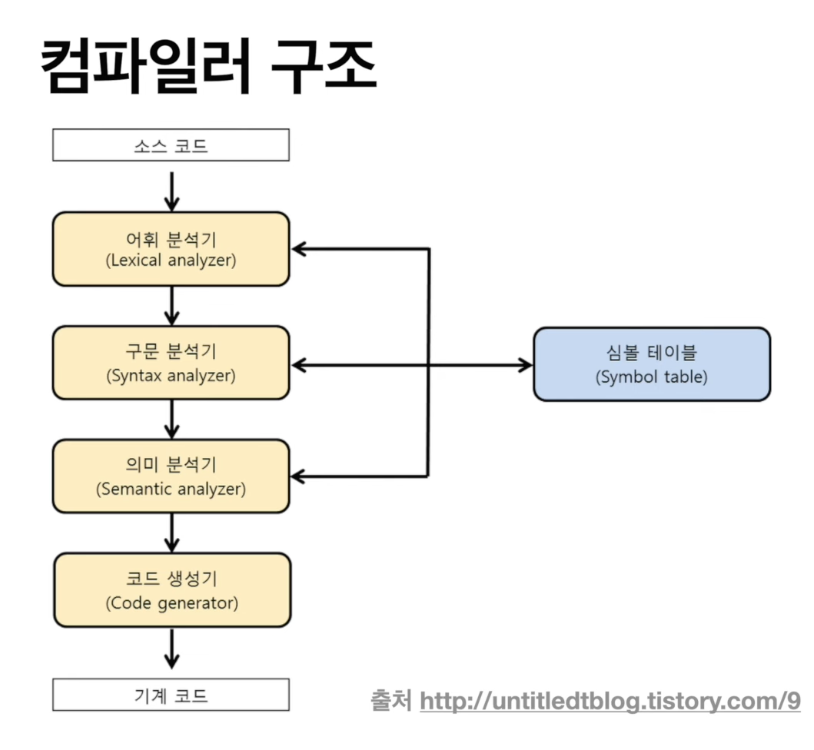 컴파일러 구조
소스 코드
어휘 분석기
(Lexical analyzer)
구문 분석기
(Syntax analyzer)
심볼 테이블
(Symbol table)
의미 분석기
(Semantic analyzer)
코드 생성기
(Code generator)
기계 코드
출처 http://untitledtblog.tistory.com/9